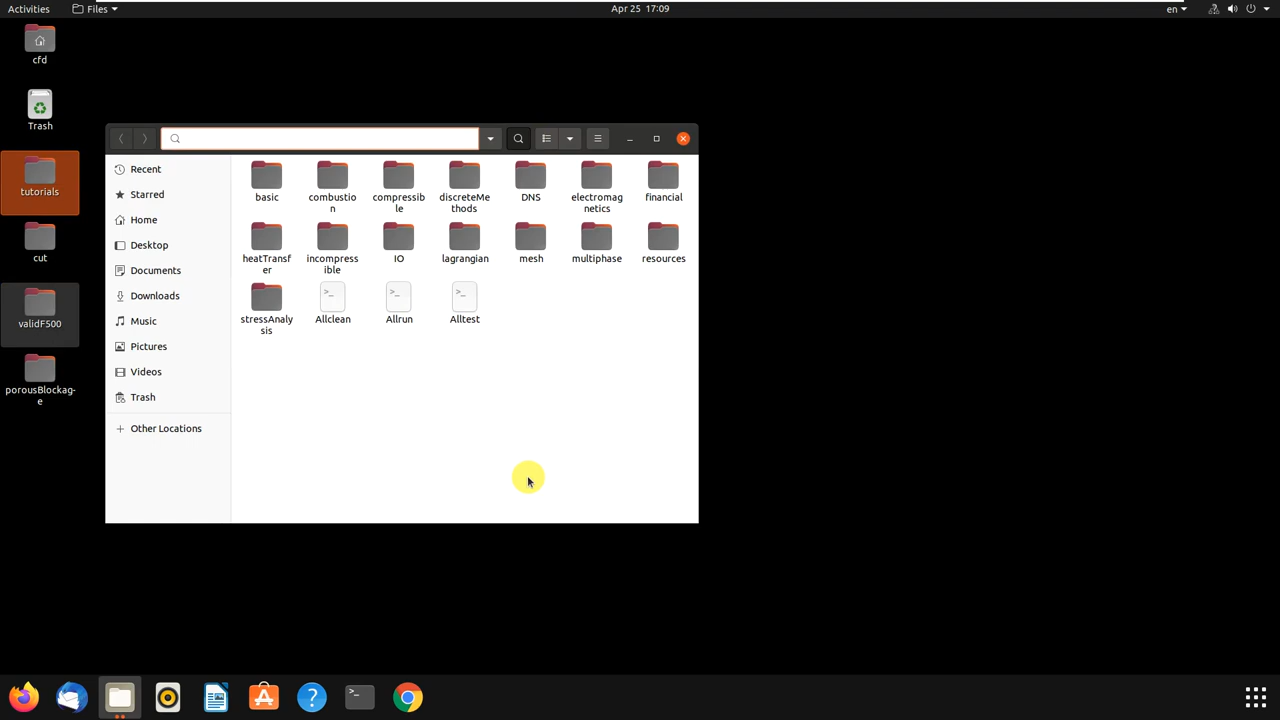 Activities
Files
Apr 25 17:09
en
cfd
Trash
tutorials
cut
validF500
porousBlockag-
e
Recent
Starred
Home
Desktop
Documents
Downloads
Music
Pictures
Videos
Trash
+ Other Locations
basic
combustio
n
compressib
le
discreteMe
thods
DNS
electromag
netics
financial
heatTransf
er
incompress
ible
IO
lagrangian
mesh
multiphase
resources
stressAnaly
sis
Allclean
Allrun
Alltest